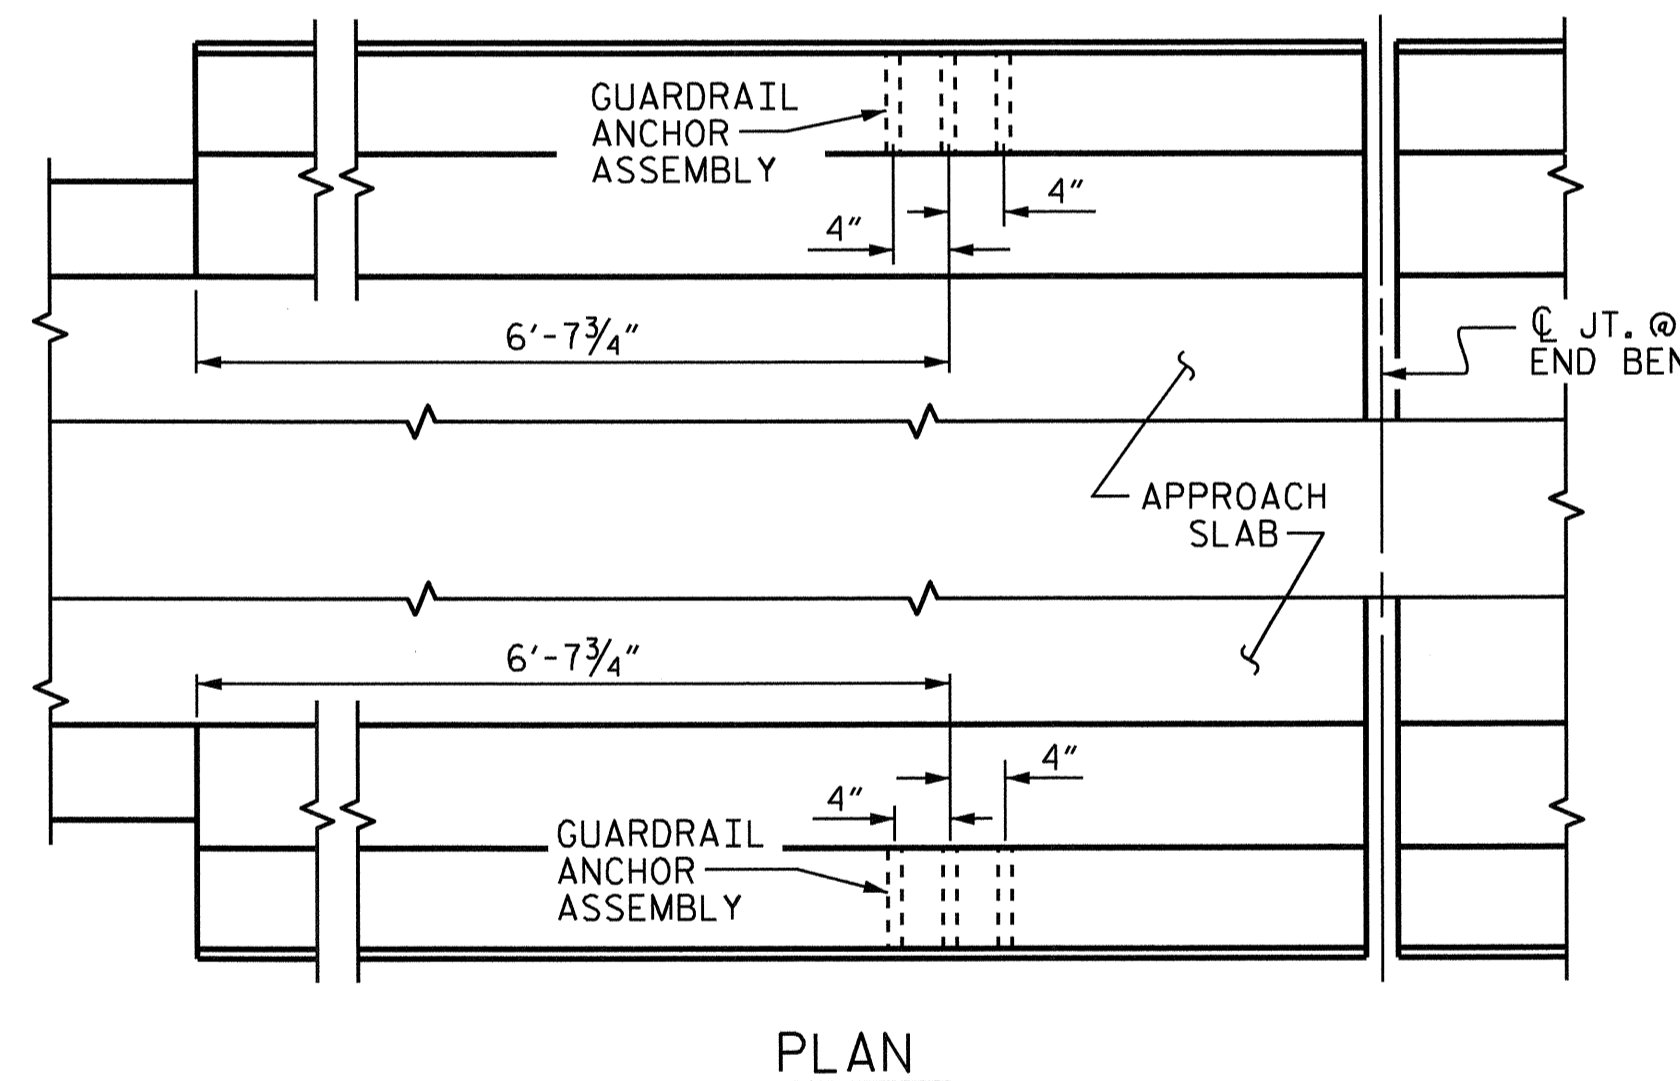 GUARDRAIL
ANCHOR
ASSEMBLY
4″
4″
6′-7¾″
℄ JT. @
END BEN
APPROACH
SLAB
6′-7¾″
4″
4″
GUARDRAIL
ANCHOR
ASSEMBLY
PLAN